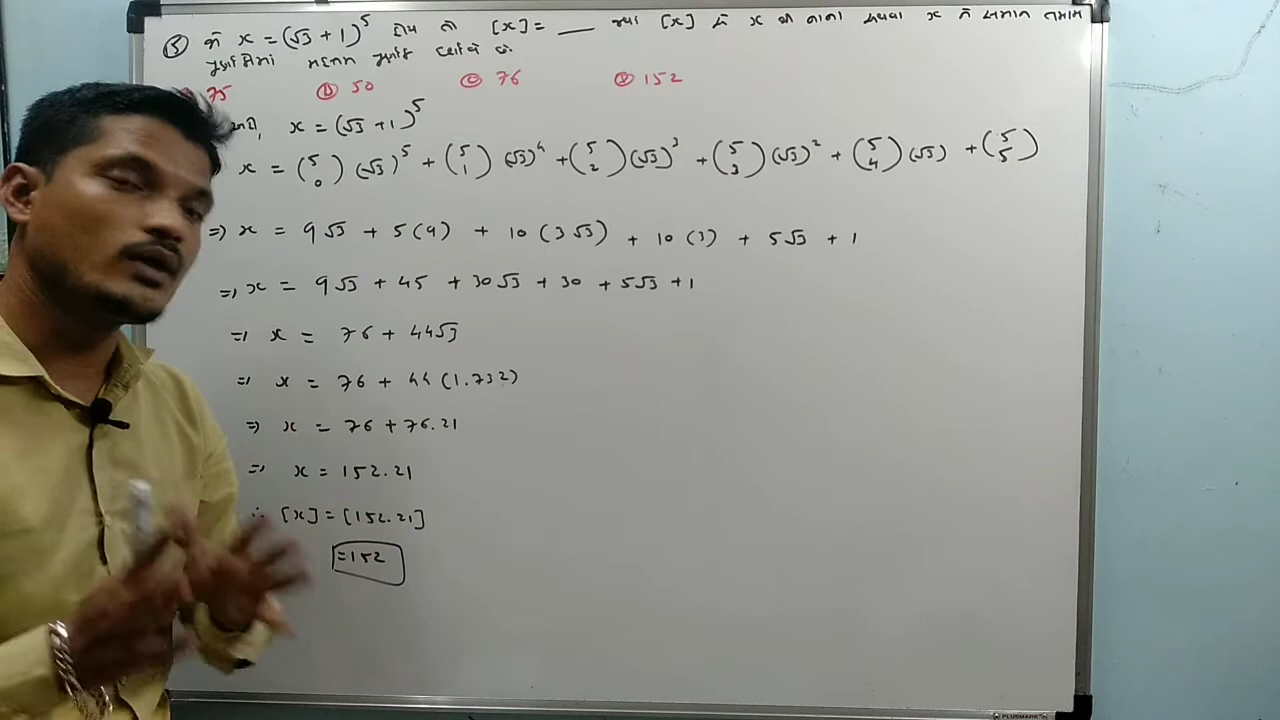 ⑤ જો x = (√3 + 1)^5 હોય તો [x] = ___ જ્યાં [x] એ x થી નાના અથવા x ને સમાન તમામ
પૂર્ણાંકોમાં મહત્તમ પૂર્ણાંક દર્શાવે છે.
75 ⓑ 50 ⓒ 76 ⓓ 152
x = (√3 + 1)^5
x = (5 0) (√3)^5 + (5 1) (√3)^4 + (5 2) (√3)^3 + (5 3) (√3)^2 + (5 4) (√3) + (5 5)
⇒ x = 9√3 + 5(9) + 10(3√3) + 10(3) + 5√3 + 1
⇒ x = 9√3 + 45 + 30√3 + 30 + 5√3 + 1
⇒ x = 76 + 44√3
⇒ x = 76 + 44(1.732)
⇒ x = 76 + 76.21
⇒ x = 152.21
∴ [x] = [152.21]
= 152
PLUSMARK